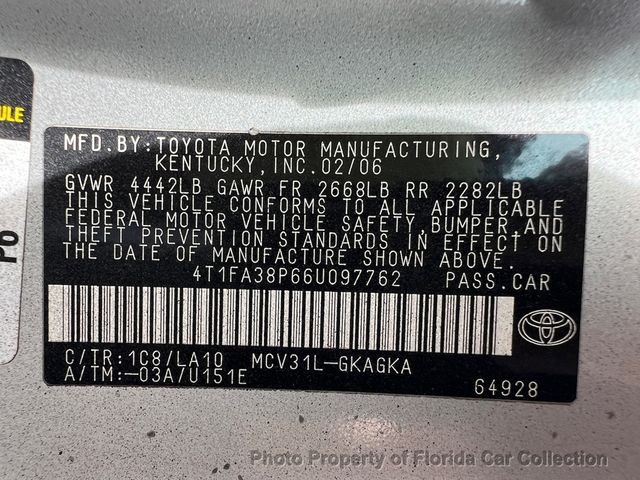 ULE
P6
MFD.BY:TOYOTA MOTOR MANUFACTURING,
KENTUCKY,INC.02/06
GVWR 4442LB GAWR FR 2668LB RR 2282LB
THIS VEHICLE CONFORMS TO ALL APPLICABLE
FEDERAL MOTOR VEHICLE SAFETY,BUMPER,AND
THEFT PREVENTION STANDARDS IN EFFECT ON
THE DATE OF MANUFACTURE SHOWN ABOVE.
4T1FA38P66U097762 PASS.CAR
C/TR:1C8/LA10 MCV31L-GKAGKA
A/TM:-03A/U151E
64928
Photo Property of Florida Car Collection